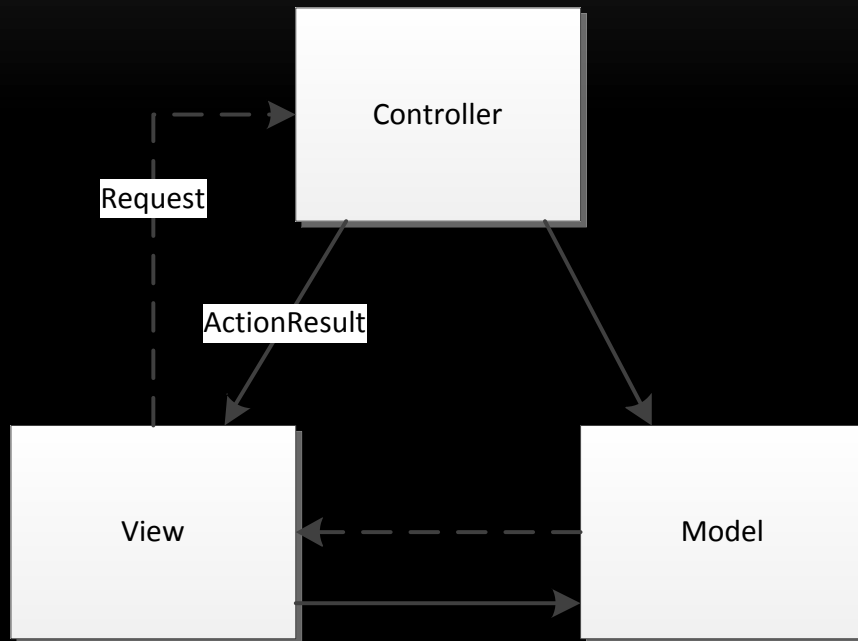 Controller
Request
ActionResult
View
Model